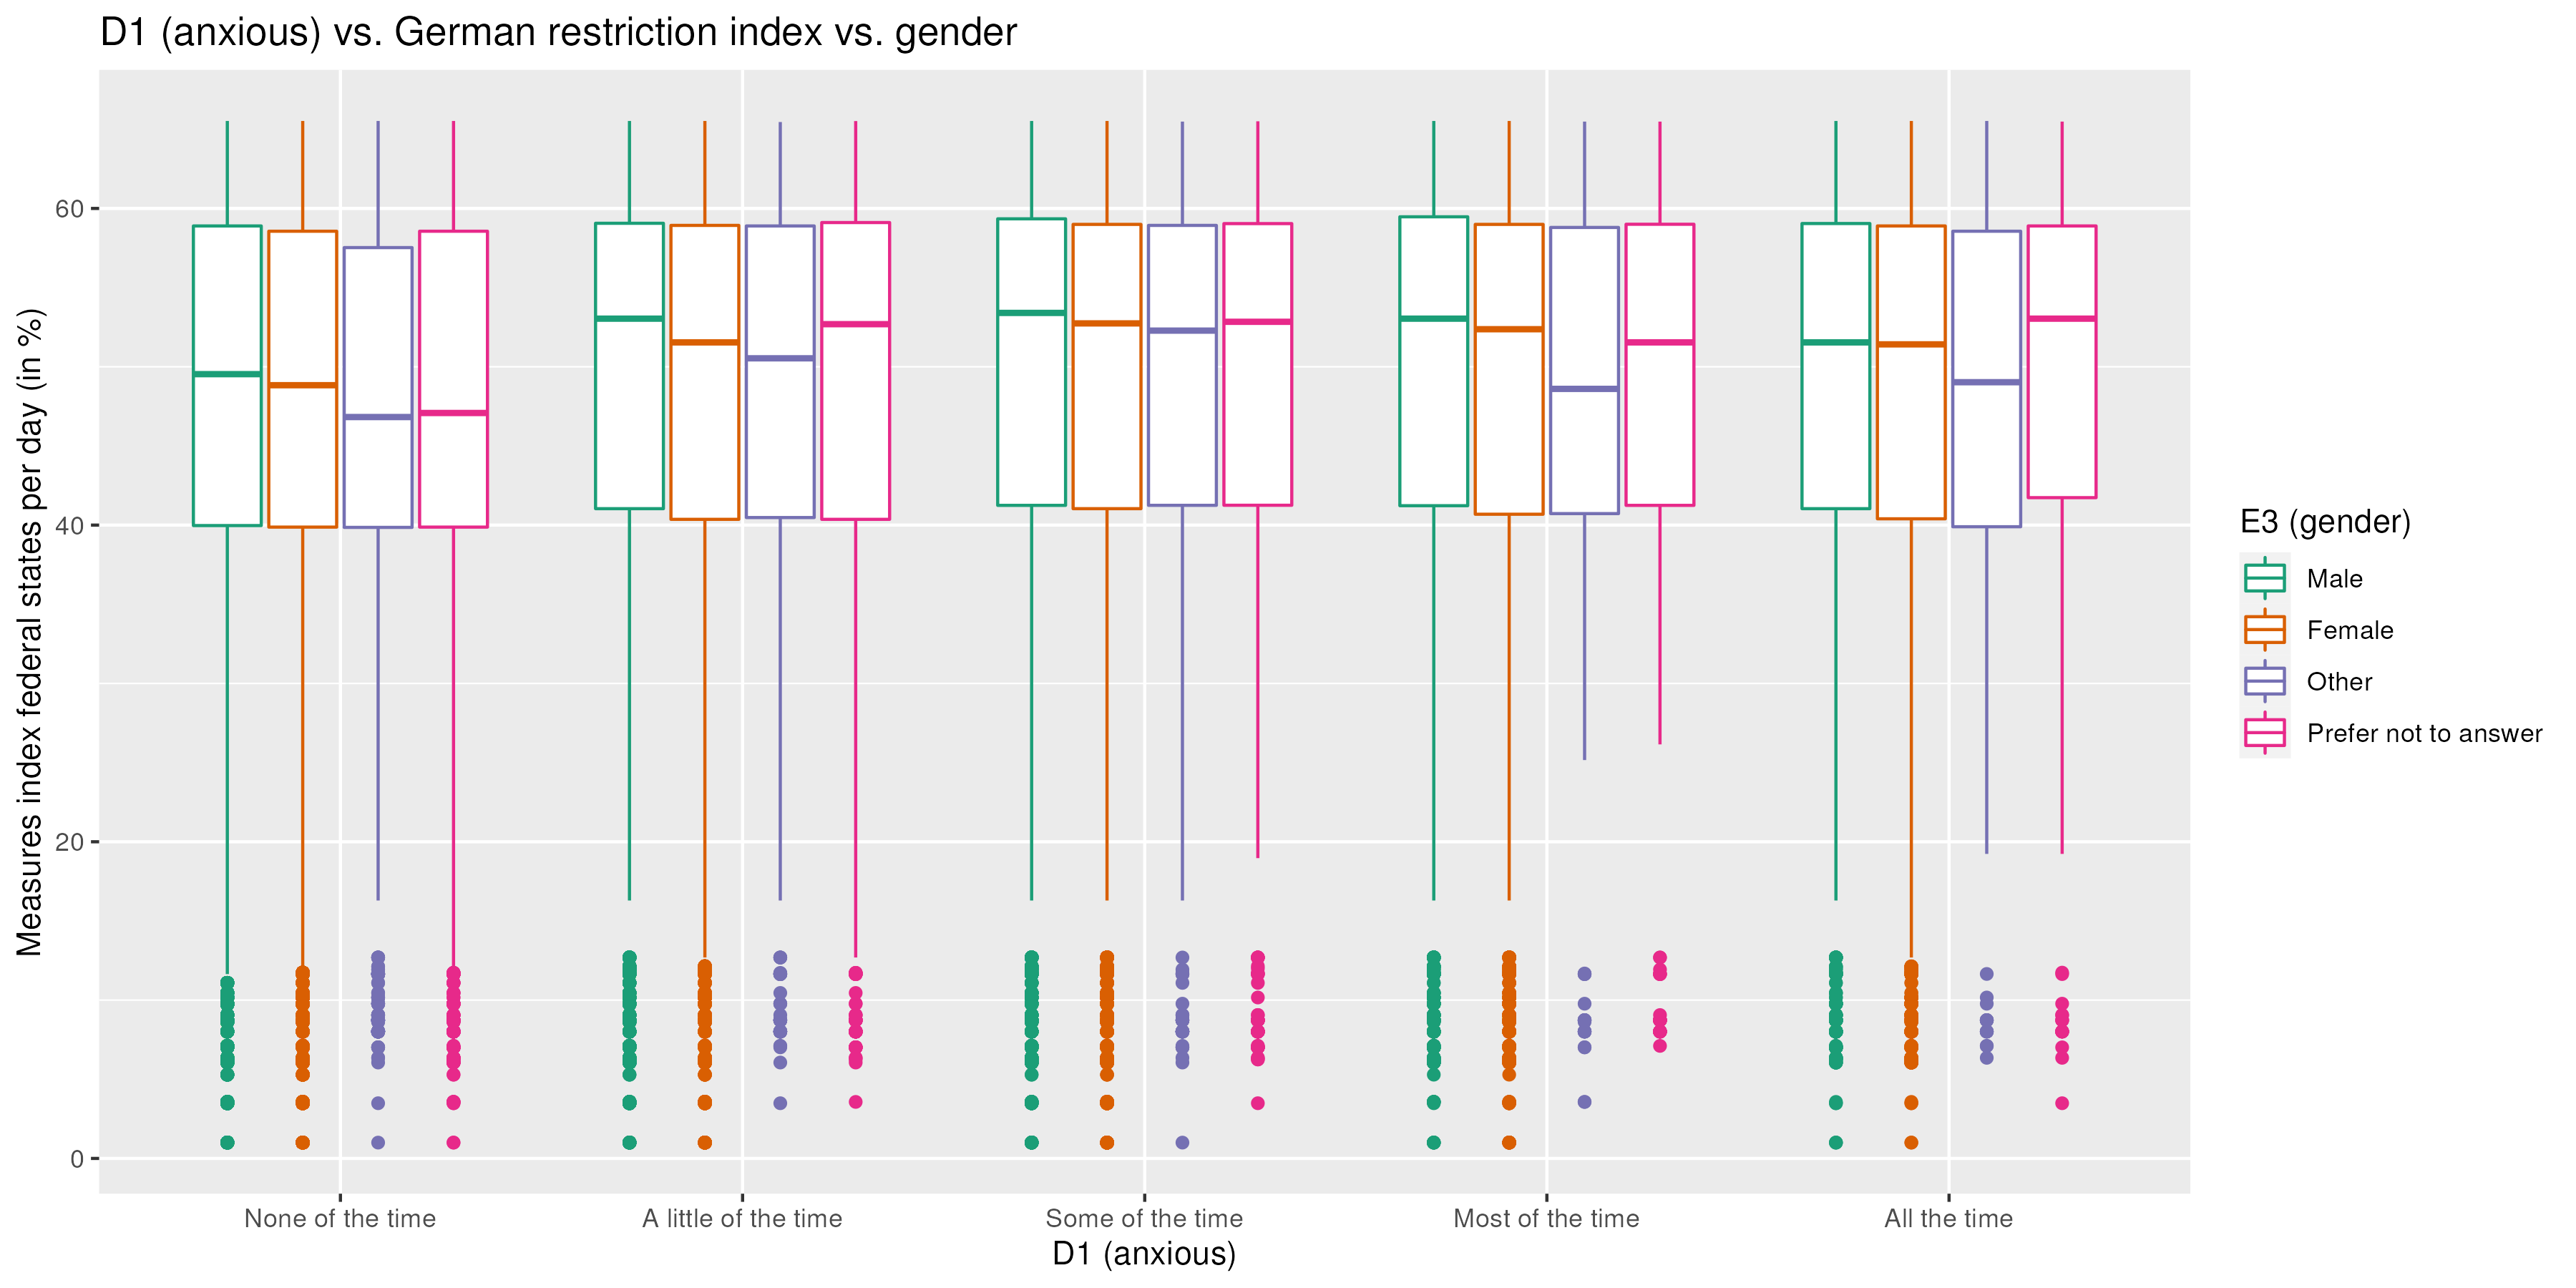 D1 (anxious) vs. German restriction index vs. gender
Measures index federal states per day (in %)
60
40
20
0
None of the time
A little of the time
Some of the time
Most of the time
All the time
D1 (anxious)
E3 (gender)
Male
Female
Other
Prefer not to answer